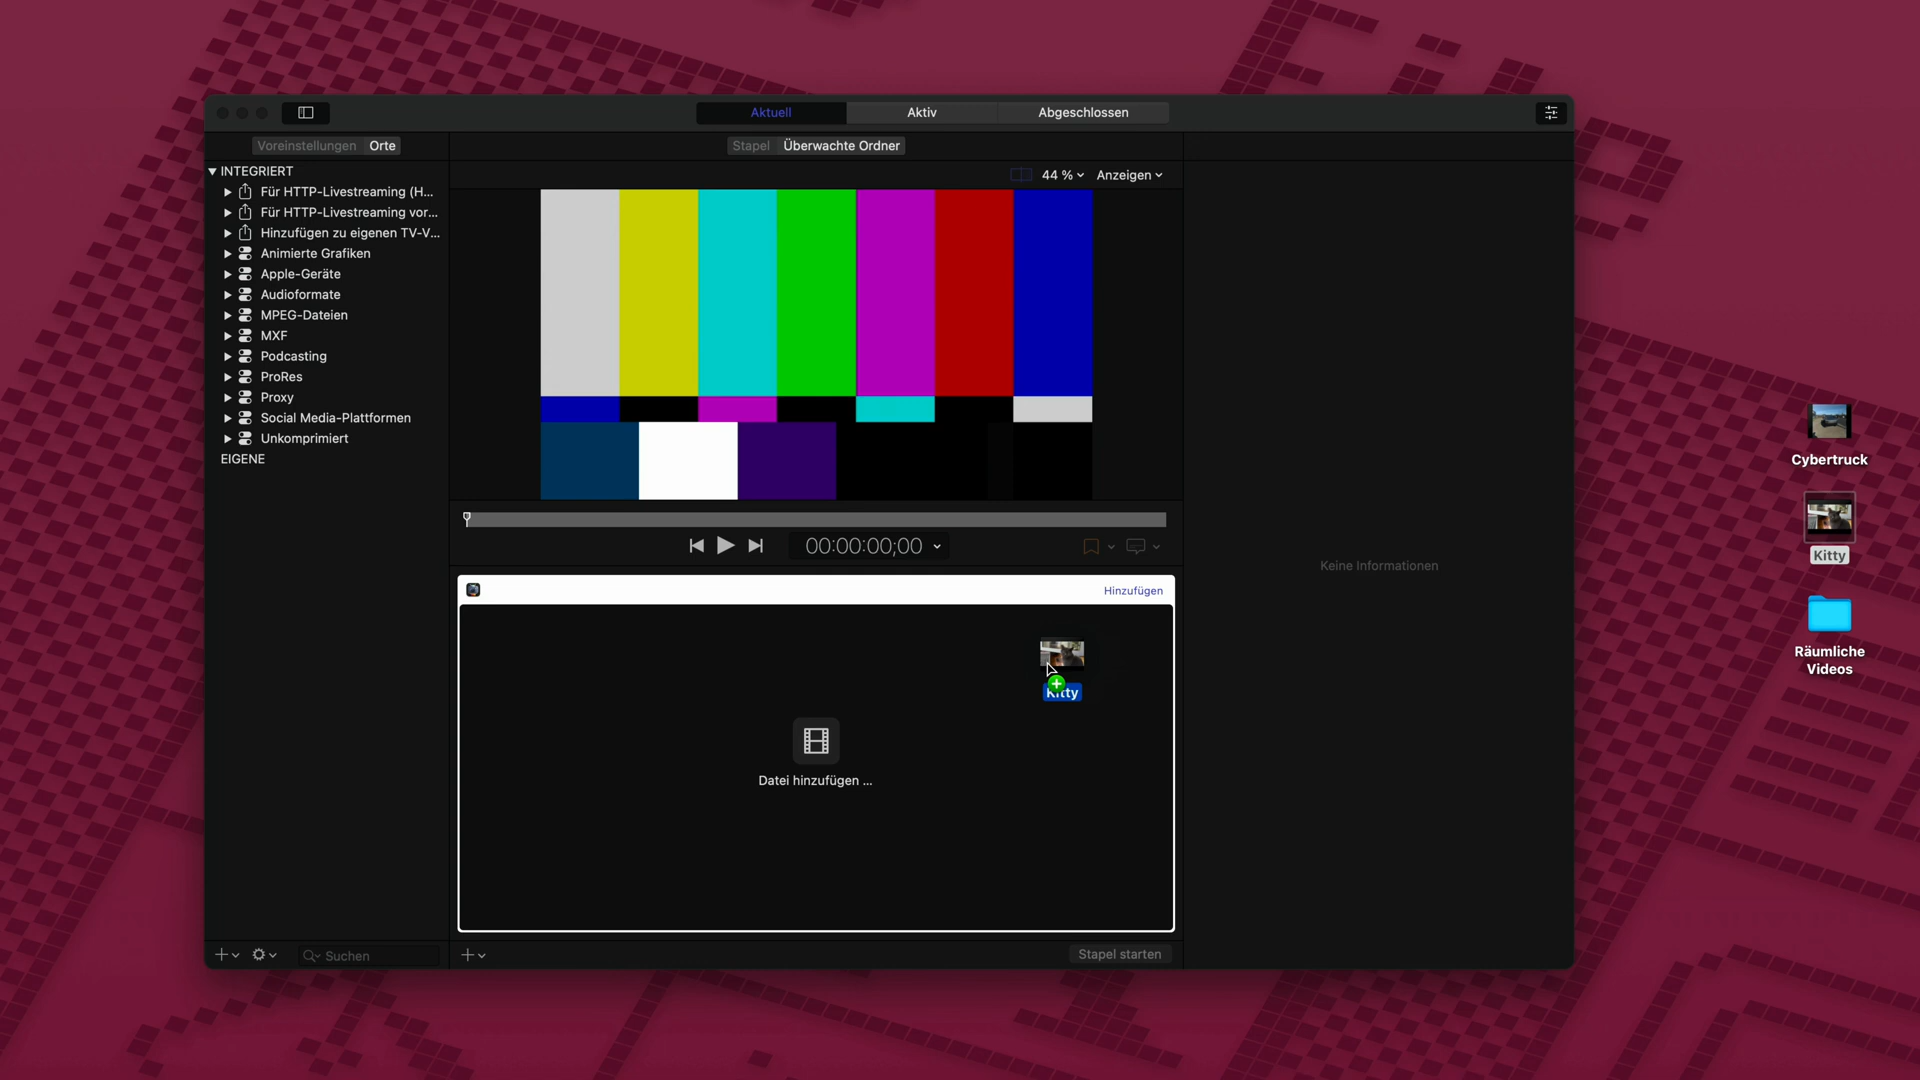 Aktuell
Aktiv
Abgeschlossen
Voreinstellungen
Orte
Stapel
Überwachte Ordner
INTEGRIERT
Für HTTP-Livestreaming (H...
Für HTTP-Livestreaming vor...
Hinzufügen zu eigenen TV-V...
Animierte Grafiken
Apple-Geräte
Audioformate
MPEG-Dateien
MXF
Podcasting
ProRes
Proxy
Social Media-Plattformen
Unkomprimiert
EIGENE
Suchen
44 %
Anzeigen
00:00:00;00
Hinzufügen
Kitty
Datei hinzufügen ...
Stapel starten
Keine Informationen
Cybertruck
Kitty
Räumliche
Videos